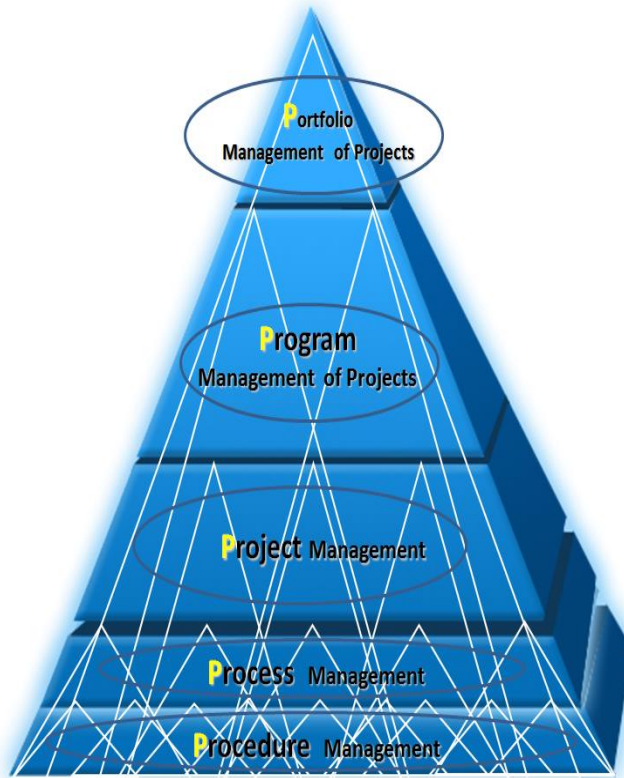 Portfolio
Management of Projects
Program
Management of Projects
Project Management
Process Management
Procedure Management